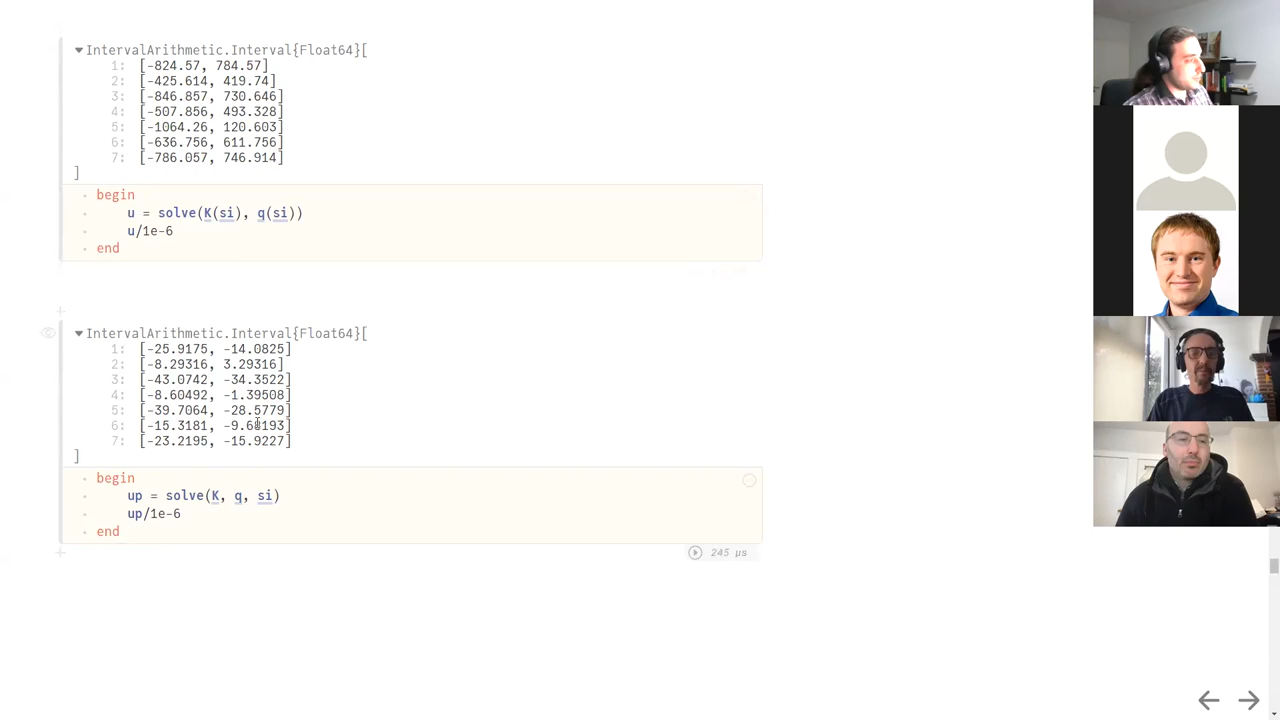 IntervalArithmetic.Interval{Float64}[
1: [-824.57, 784.57]
2: [-425.614, 419.74]
3: [-846.857, 730.646]
4: [-507.856, 493.328]
5: [-1064.26, 120.603]
6: [-636.756, 611.756]
7: [-786.057, 746.914]
]
begin
u = solve(K(si), q(si))
u/1e-6
end
IntervalArithmetic.Interval{Float64}[
1: [-25.9175, -14.0825]
2: [-8.29316, 3.29316]
3: [-43.0742, -34.3522]
4: [-8.60492, -1.39508]
5: [-39.7064, -28.5779]
6: [-15.3181,
7: [-23.2195, -15.9227]
]
begin
up = solve(K, q, si)
up/1e-6
end
245 μs